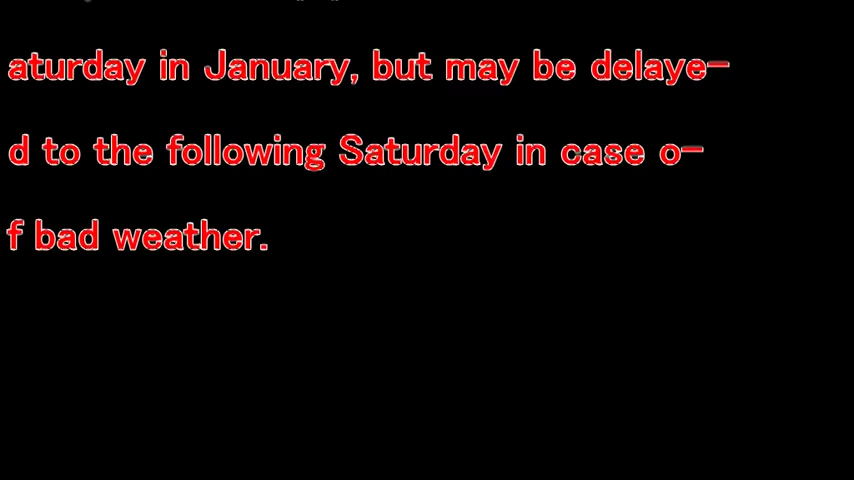 aturday in January, but may be delaye-
d to the following Saturday in case o-
f bad weather.